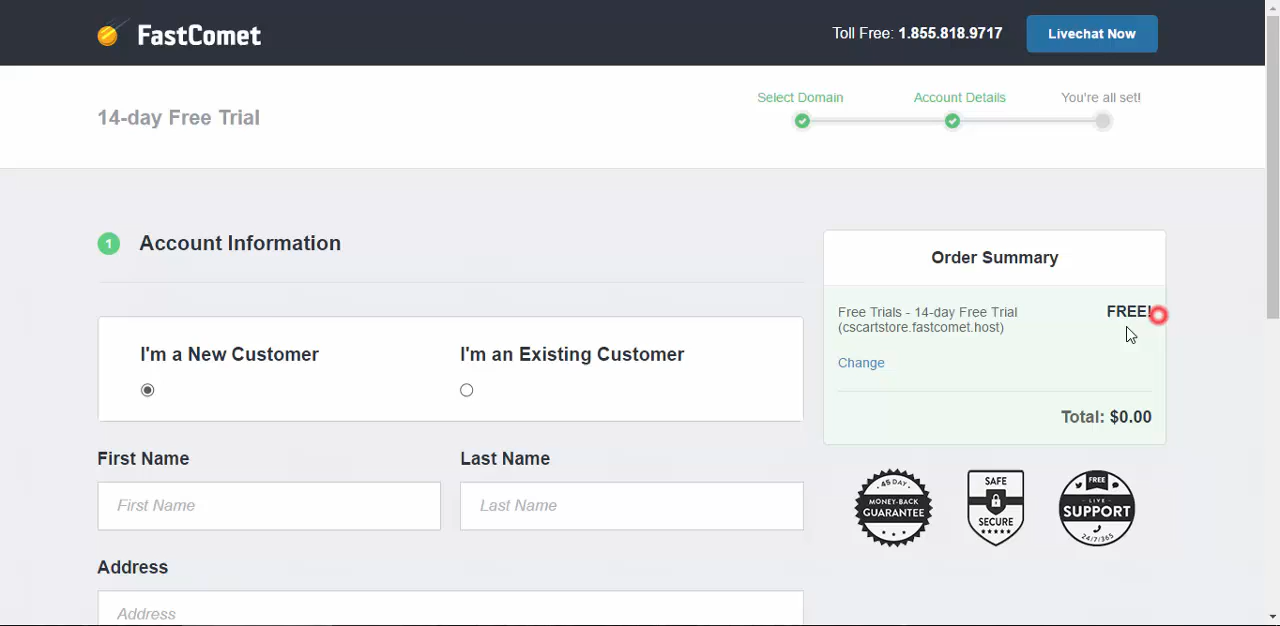 FastComet
Toll Free: 1.855.818.9717
Livechat Now
14-day Free Trial
Select Domain
Account Details
You're all set!
1
Account Information
I'm a New Customer
I'm an Existing Customer
First Name
Last Name
First Name
Last Name
Address
Address
Order Summary
Free Trials - 14-day Free Trial
FREE!
(cscartstore.fastcomet.host)
Change
Total: $0.00
45 DAY
MONEY-BACK
GUARANTEE
SAFE
SECURE
FREE
LIVE
SUPPORT
24/7/365